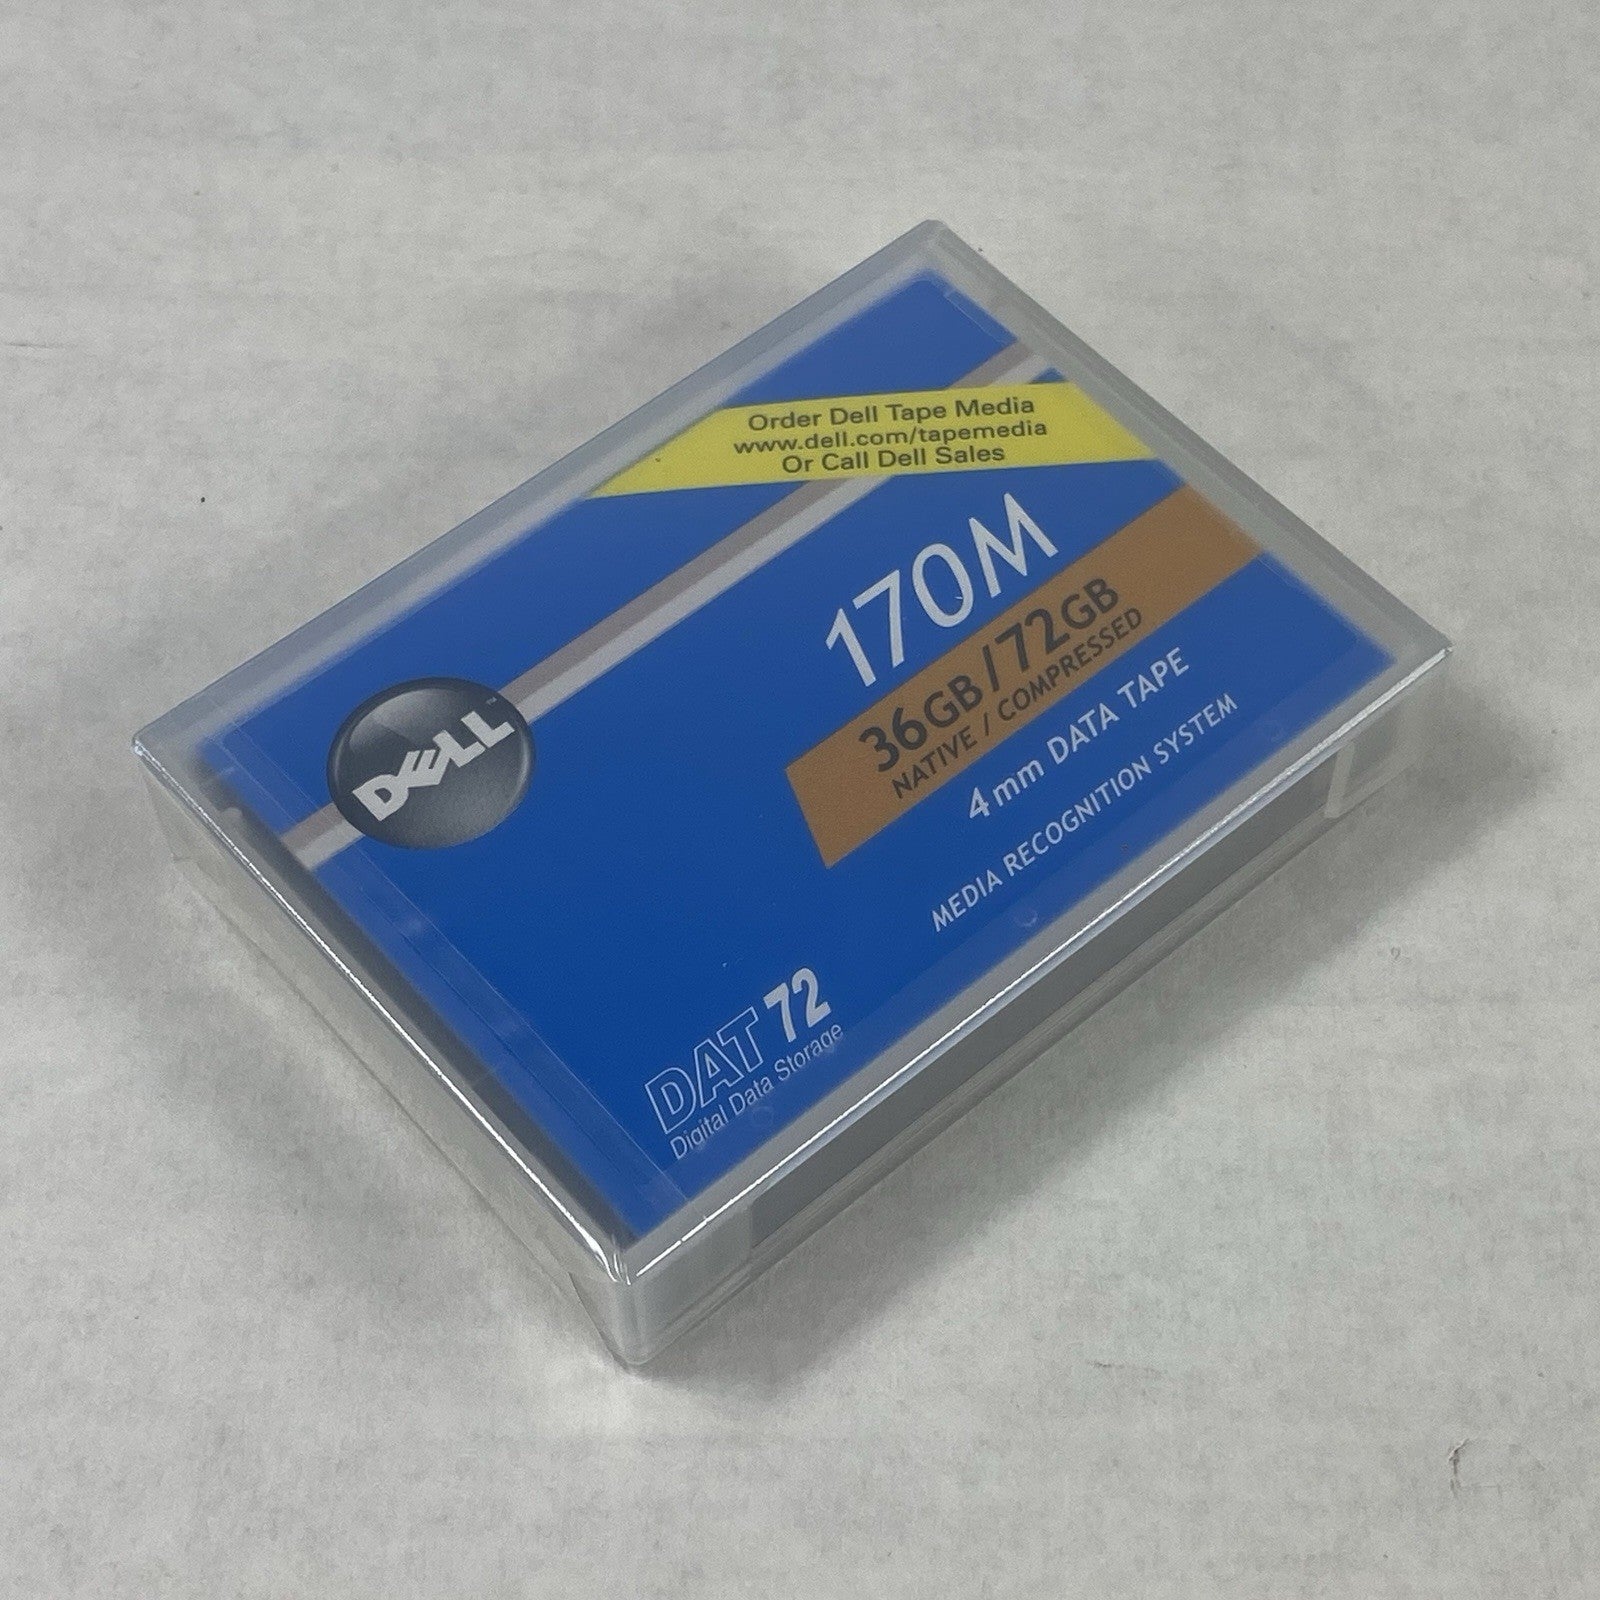 Order Dell Tape Media
www.dell.com/tapemedia
Or Call Dell Sales
170M
36GB / 72GB
NATIVE / COMPRESSED
4mm DATA TAPE
MEDIA RECOGNITION SYSTEM
DELL™
DAT 72
Digital Data Storage